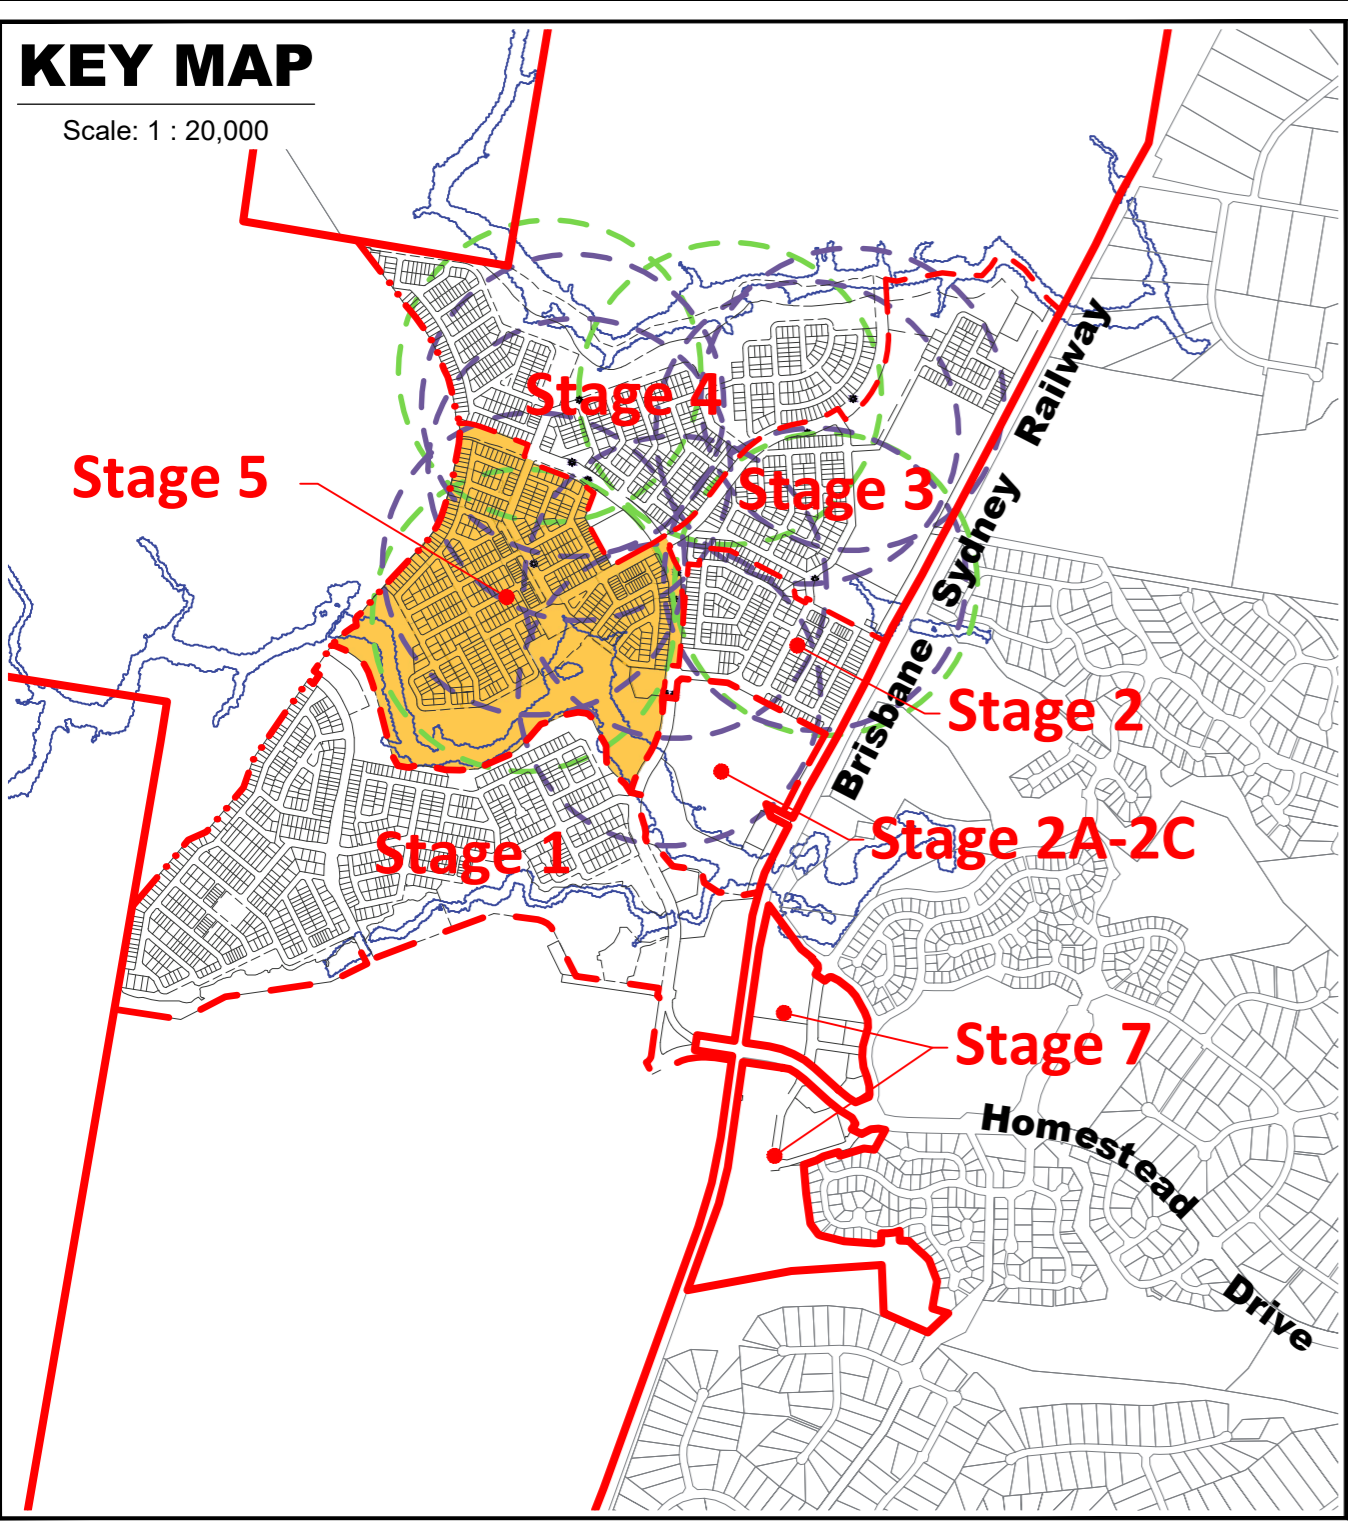 KEY MAP
Scale: 1 : 20,000
Stage 4
Stage 5
Stage 3
Brisbane Sydney Railway
Stage 2
Stage 2A-2C
Stage 1
Stage 7
Homestead Drive